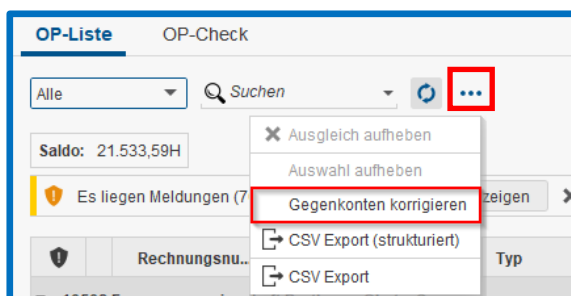 OP-Liste OP-Check
Alle Suchen
Ausgleich aufheben
Saldo: 21.533,59H
Auswahl aufheben
Es liegen Meldungen (7 zeigen
Gegenkonten korrigieren
CSV Export (strukturiert)
Rechnungsnu... Typ
CSV Export